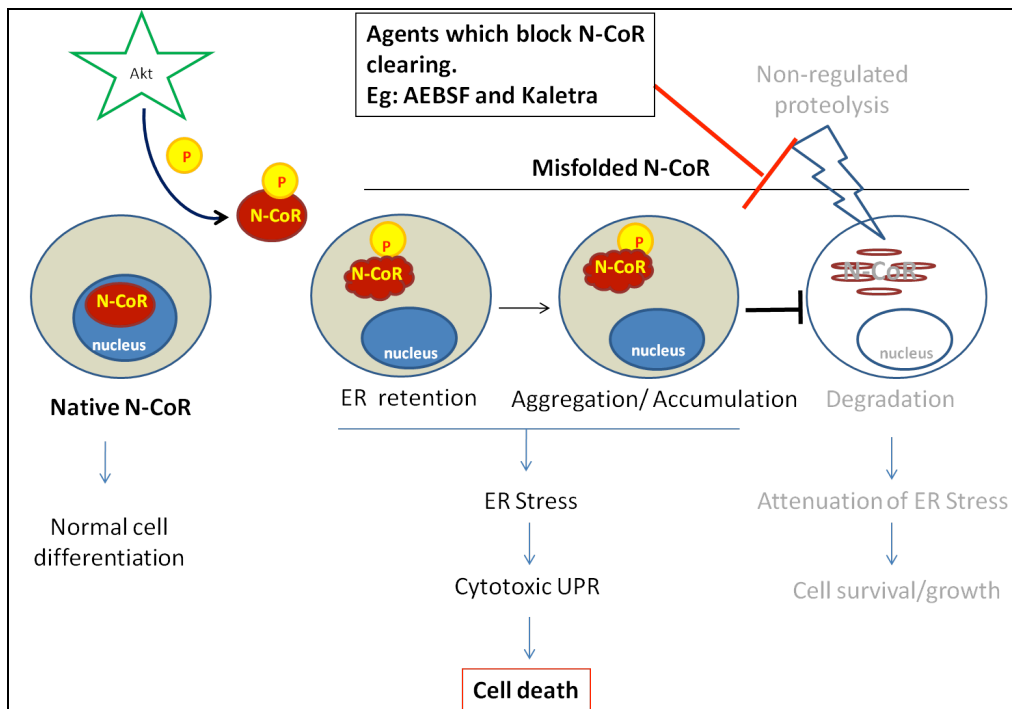 Akt
P
P
N-CoR
N-CoR
nucleus
Native N-CoR
Normal cell
differentiation
Agents which block N-CoR
clearing.
Eg: AEBSF and Kaletra
Non-regulated
proteolysis
Misfolded N-CoR
P
N-CoR
nucleus
P
N-CoR
nucleus
N-CoR
nucleus
ER retention
Aggregation/ Accumulation
Degradation
ER Stress
Cytotoxic UPR
Cell death
Attenuation of ER Stress
Cell survival/growth